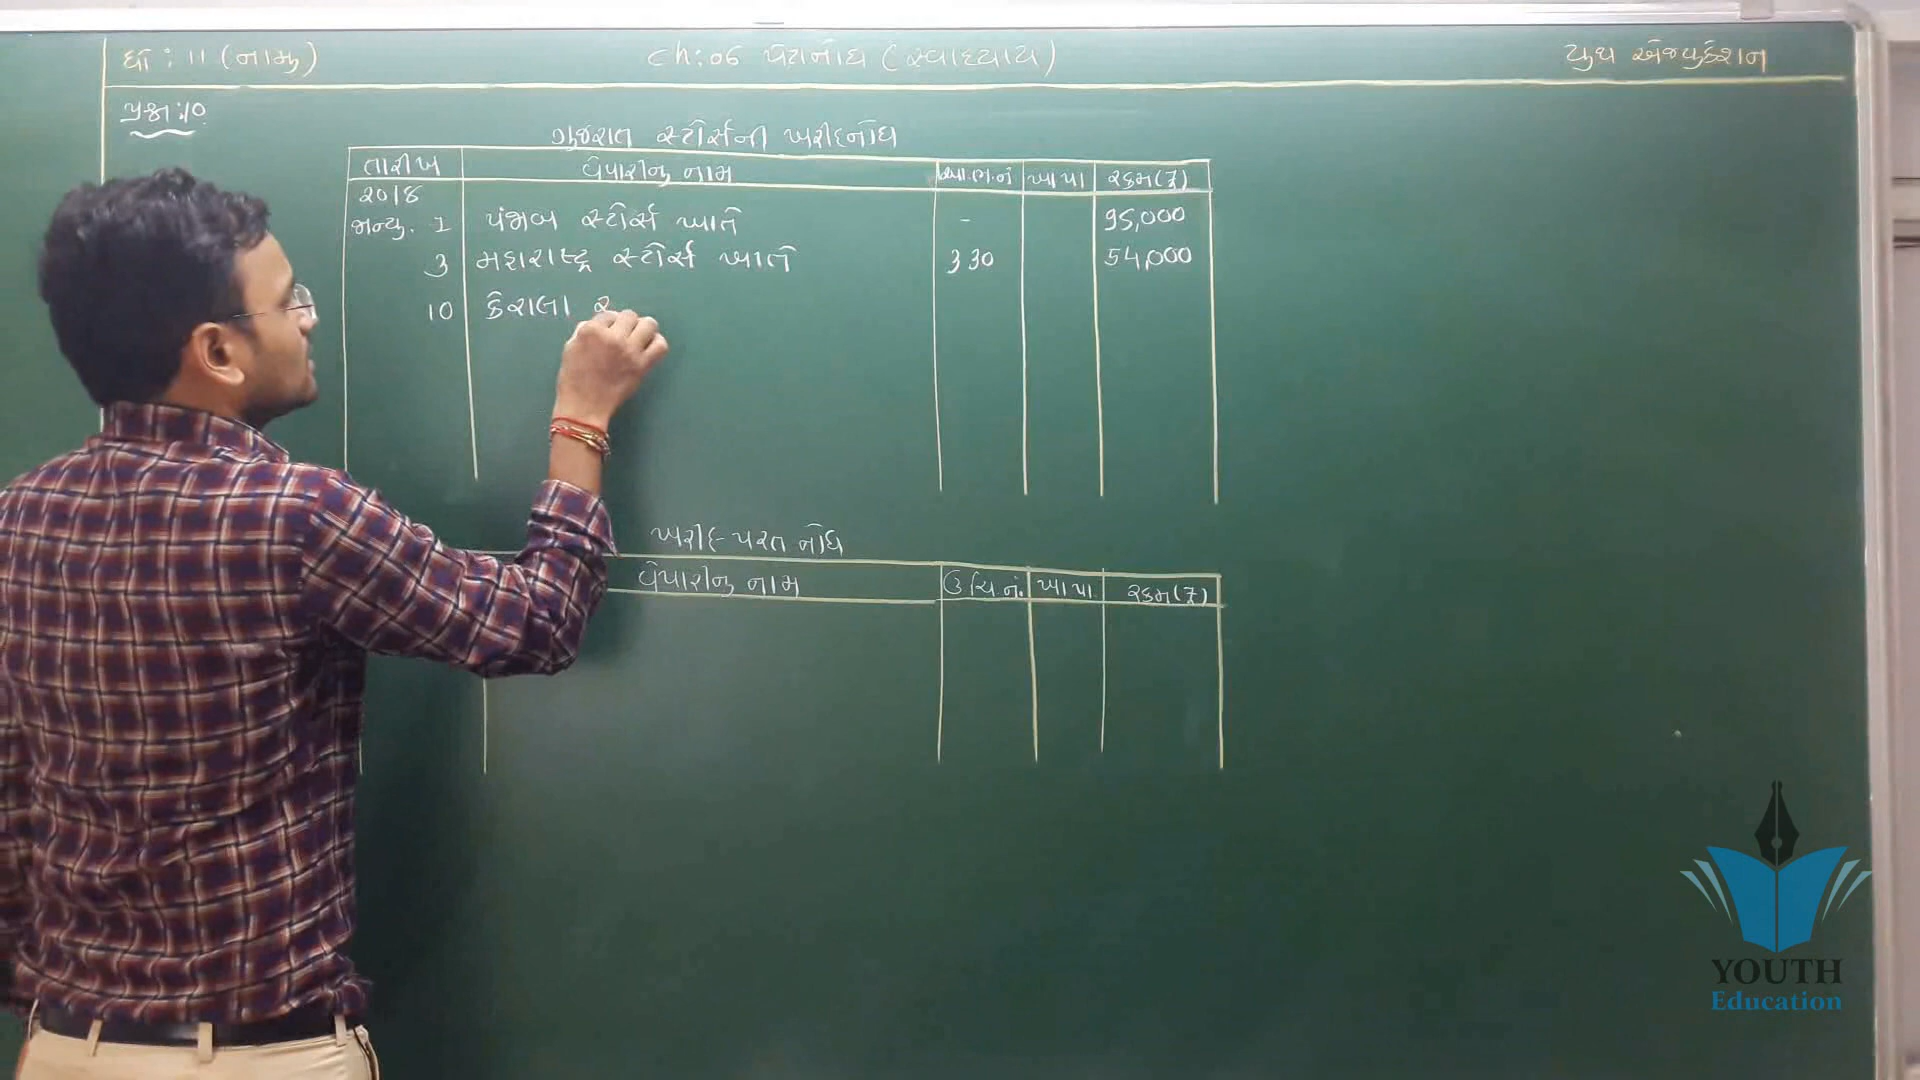 ધો : 11 (નામુ)
Ch: 06 પેટાનોંધ (સ્વાધ્યાય)
યુથ એજ્યુકેશન
પ્રશ્ન:10
ગુજરાત સ્ટોર્સની ખરીદનોંધ
તારીખ વેપારીનું નામ આ.ભ.નં ખા પા રકમ(₹)
2018
જાન્યુ. 1 પંજાબ સ્ટોર્સ ખાતે - 95,000
3 મહારાષ્ટ્ર સ્ટોર્સ ખાતે 330 54,000
10 કેરાલા
ખરીદ-પરત નોંધ
વેપારીનું નામ ઉ.ચિ.નં. ખા પા. રકમ(₹)
YOUTH
Education